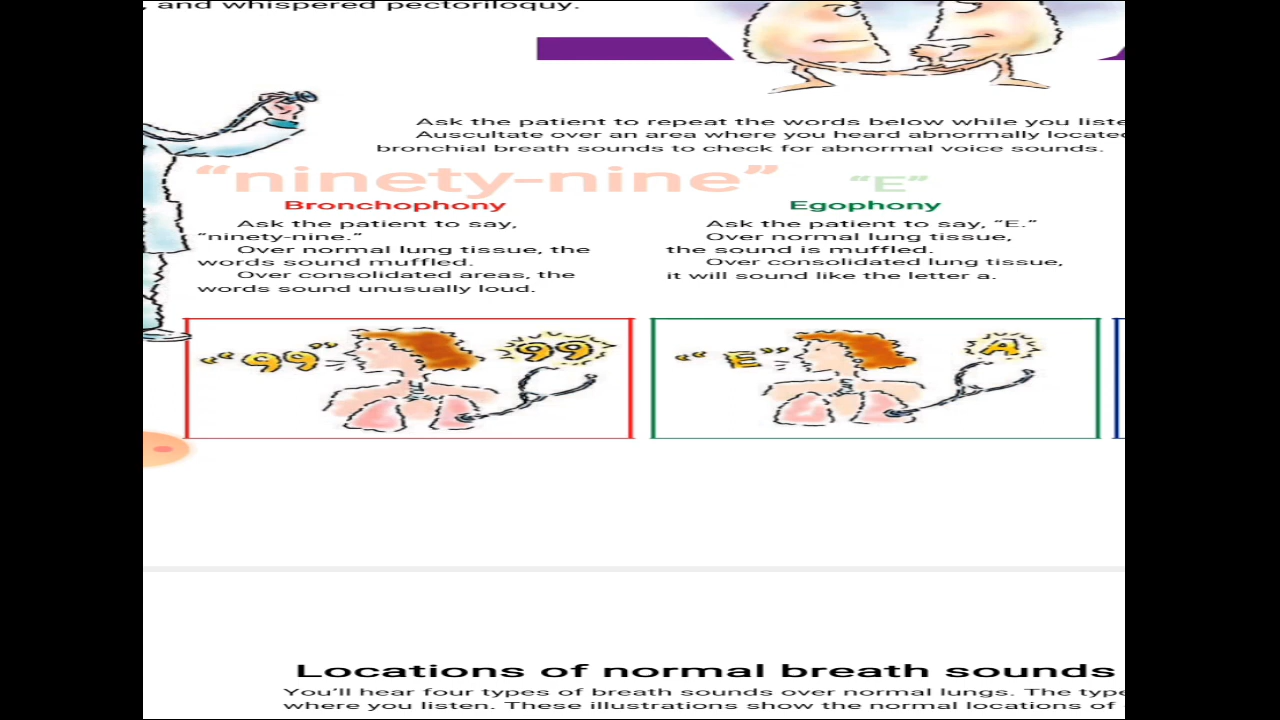 , and whispered pectoriloquy.
Ask the patient to repeat the words below while you liste
Auscultate over an area where you heard abnormally locate
bronchial breath sounds to check for abnormal voice sounds.
“ninety-nine”
Bronchophony
Ask the patient to say,
“ninety-nine.”
Over normal lung tissue, the
words sound muffled.
Over consolidated areas, the
words sound unusually loud.
“99”
99
“E”
Egophony
Ask the patient to say, “E.”
Over normal lung tissue,
the sound is muffled.
Over consolidated lung tissue,
it will sound like the letter a.
“E”
A
Locations of normal breath sounds
You’ll hear four types of breath sounds over normal lungs. The type
where you listen. These illustrations show the normal locations of